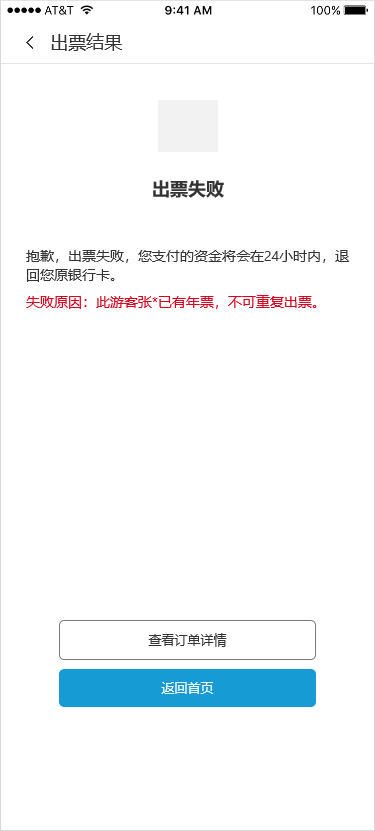 ●●●●● AT&T 9:41 AM 100%
出票结果
出票失败
抱歉，出票失败，您支付的资金将会在24小时内，退
回您原银行卡。
失败原因：此游客张*已有年票，不可重复出票。
查看订单详情
返回首页